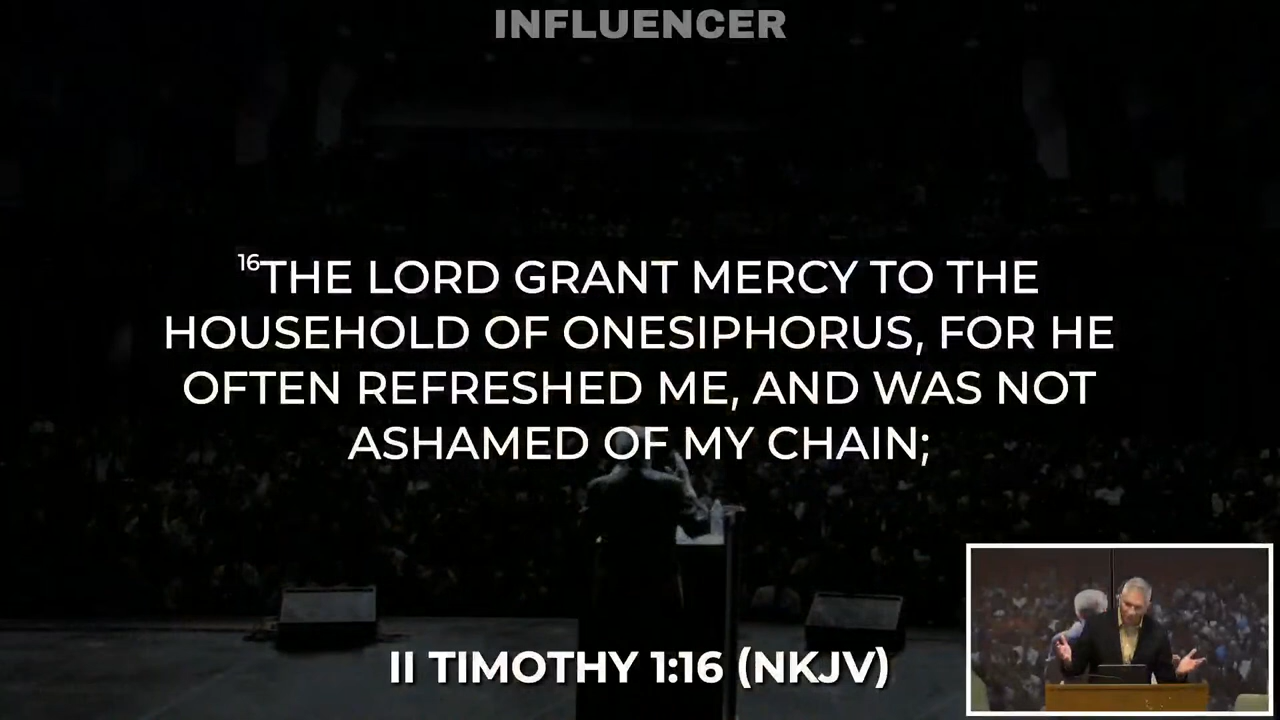 INFLUENCER
16THE LORD GRANT MERCY TO THE
HOUSEHOLD OF ONESIPHORUS, FOR HE
OFTEN REFRESHED ME, AND WAS NOT
ASHAMED OF MY CHAIN;
II TIMOTHY 1:16 (NKJV)